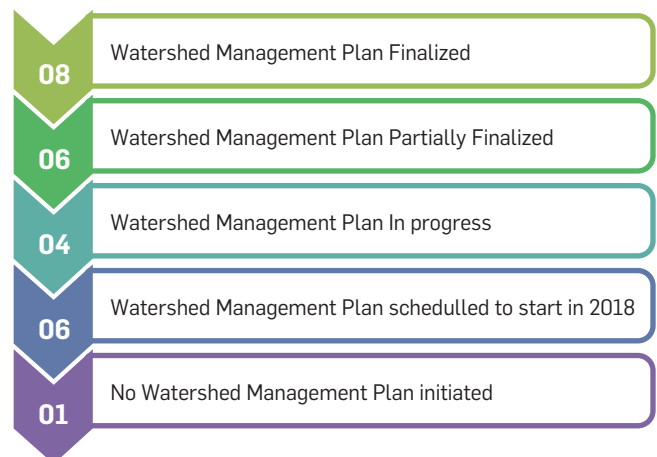 08 Watershed Management Plan Finalized
06 Watershed Management Plan Partially Finalized
04 Watershed Management Plan In progress
06 Watershed Management Plan schedulled to start in 2018
01 No Watershed Management Plan initiated